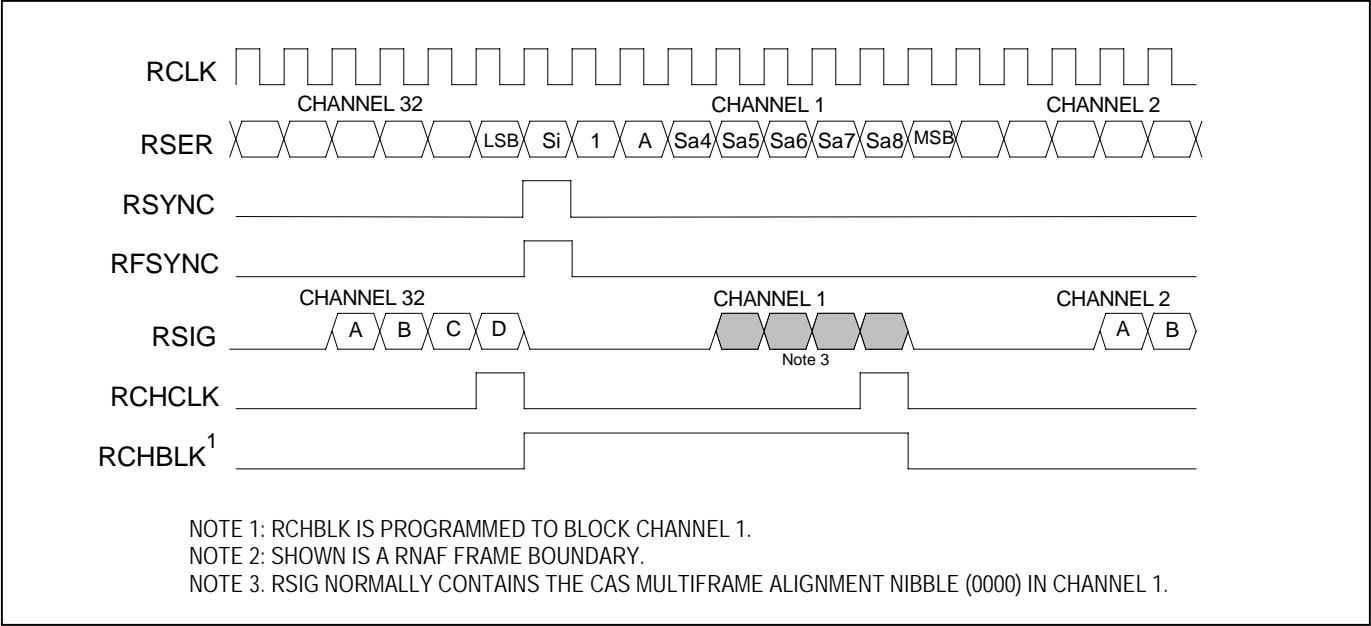 RCLK
CHANNEL 32 CHANNEL 1 CHANNEL 2
RSER LSB Si 1 A Sa4 Sa5 Sa6 Sa7 Sa8 MSB
RSYNC
RFSYNC
CHANNEL 32 CHANNEL 1 CHANNEL 2
RSIG A B C D A B
Note 3
RCHCLK
RCHBLK1
NOTE 1: RCHBLK IS PROGRAMMED TO BLOCK CHANNEL 1.
NOTE 2: SHOWN IS A RNAF FRAME BOUNDARY.
NOTE 3. RSIG NORMALLY CONTAINS THE CAS MULTIFRAME ALIGNMENT NIBBLE (0000) IN CHANNEL 1.